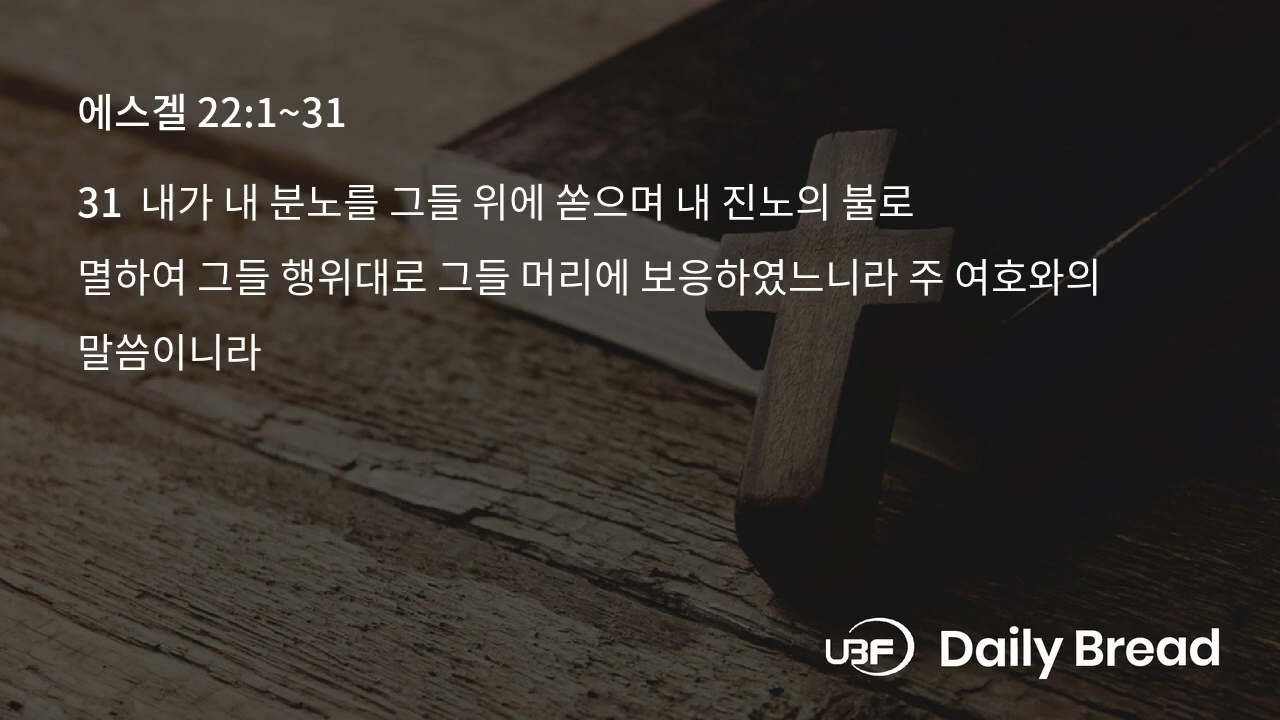 에스겔 22:1~31
31 내가 내 분노를 그들 위에 쏟으며 내 진노의 불로
멸하여 그들 행위대로 그들 머리에 보응하였느니라 주 여호와의
말씀이니라
UBF Daily Bread